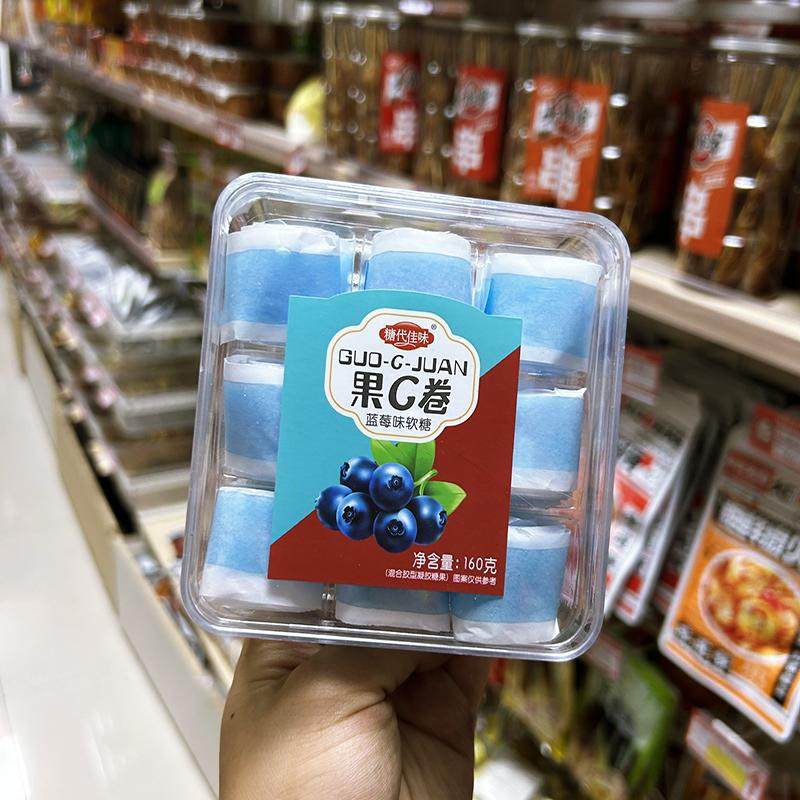 糖代佳味®
GUO-C-JUAN
果C卷
蓝莓味软糖
净含量:160克
(混合胶型凝胶糖果) 图案仅供参考